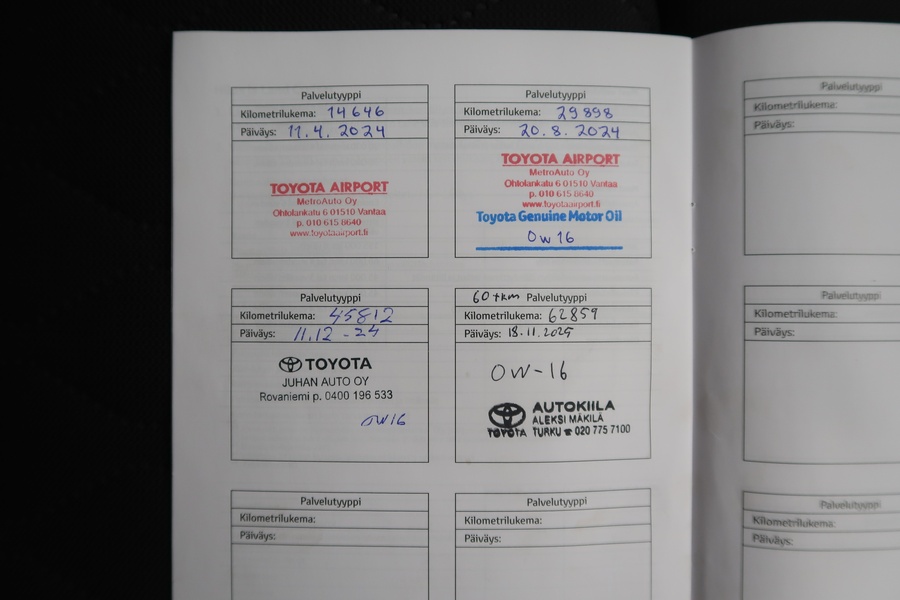 Palvelutyyppi
Kilometrilukema: 14646
Päiväys: 11.4.2024
TOYOTA AIRPORT
MetroAuto Oy
Ohtolankatu 6 01510 Vantaa
p. 010 615 8640
www.toyotaairport.fi
Palvelutyyppi
Kilometrilukema: 29898
Päiväys: 20.8.2024
TOYOTA AIRPORT
MetroAuto Oy
Ohtolankatu 6 01510 Vantaa
p. 010 615 8640
www.toyotaairport.fi
Toyota Genuine Motor Oil
0W16
Palvelutyyppi
Kilometrilukema: 45812
Päiväys: 11.12-24
TOYOTA
JUHAN AUTO OY
Rovaniemi p. 0400 196 533
0W16
60tkm Palvelutyyppi
Kilometrilukema: 62859
Päiväys: 18.11.2025
0W-16
AUTOKIILA
ALEKSI MÄKILÄ
TOYOTA TURKU ☎ 020 775 7100
Palvelutyyppi
Kilometrilukema:
Päiväys:
Palvelutyyppi
Kilometrilukema:
Päiväys:
Palvelutyyppi
Kilometrilukema:
Päiväys:
Palvelutyyppi
Kilometrilukema:
Päiväys:
Palvelutyyppi
Kilometrilukema:
Päiväys: